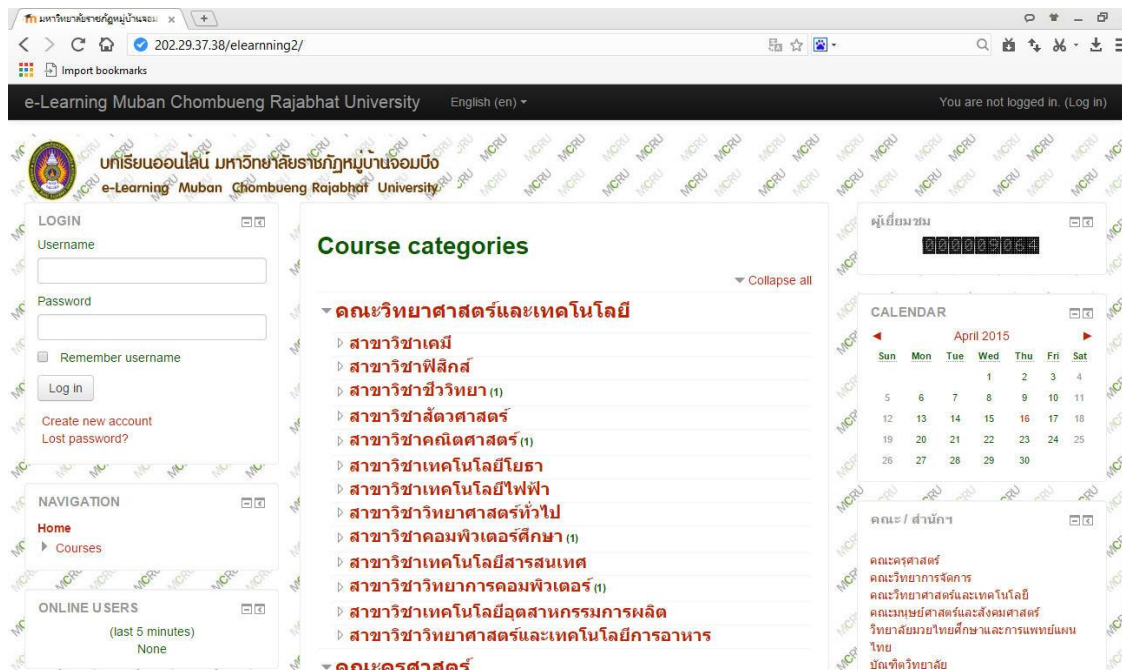 มหาวิทยาลัยราชภัฏหมู่บ้านจอม
202.29.37.38/elearnning2/
Import bookmarks
e-Learning Muban Chombueng Rajabhat University English (en) You are not logged in. (Log in)
บทเรียนออนไลน์ มหาวิทยาลัยราชภัฏหมู่บ้านจอมบึง
e-Learning Muban Chombueng Rajabhat University
LOGIN
Username
Password
Remember username
Log in
Create new account
Lost password?
NAVIGATION
Home
Courses
ONLINE USERS
(last 5 minutes)
None
Course categories
Collapse all
คณะวิทยาศาสตร์และเทคโนโลยี
สาขาวิชาเคมี
สาขาวิชาฟิสิกส์
สาขาวิชาชีววิทยา (1)
สาขาวิชาสัตวศาสตร์
สาขาวิชาคณิตศาสตร์ (1)
สาขาวิชาเทคโนโลยีโยธา
สาขาวิชาเทคโนโลยีไฟฟ้า
สาขาวิชาวิทยาศาสตร์ทั่วไป
สาขาวิชาคอมพิวเตอร์ศึกษา (1)
สาขาวิชาเทคโนโลยีสารสนเทศ
สาขาวิชาวิทยาการคอมพิวเตอร์ (1)
สาขาวิชาเทคโนโลยีอุตสาหกรรมการผลิต
สาขาวิชาวิทยาศาสตร์และเทคโนโลยีการอาหาร
คณะครุศาสตร์
ผู้เยี่ยมชม
000009064
CALENDAR
April 2015
Sun Mon Tue Wed Thu Fri Sat
1 2 3 4
5 6 7 8 9 10 11
12 13 14 15 16 17 18
19 20 21 22 23 24 25
26 27 28 29 30
คณะ / สำนักฯ
คณะครุศาสตร์
คณะวิทยาการจัดการ
คณะวิทยาศาสตร์และเทคโนโลยี
คณะมนุษย์ศาสตร์และสังคมศาสตร์
วิทยาลัยมวยไทยศึกษาและการแพทย์แผน
ไทย
บัณฑิตวิทยาลัย
MCRU